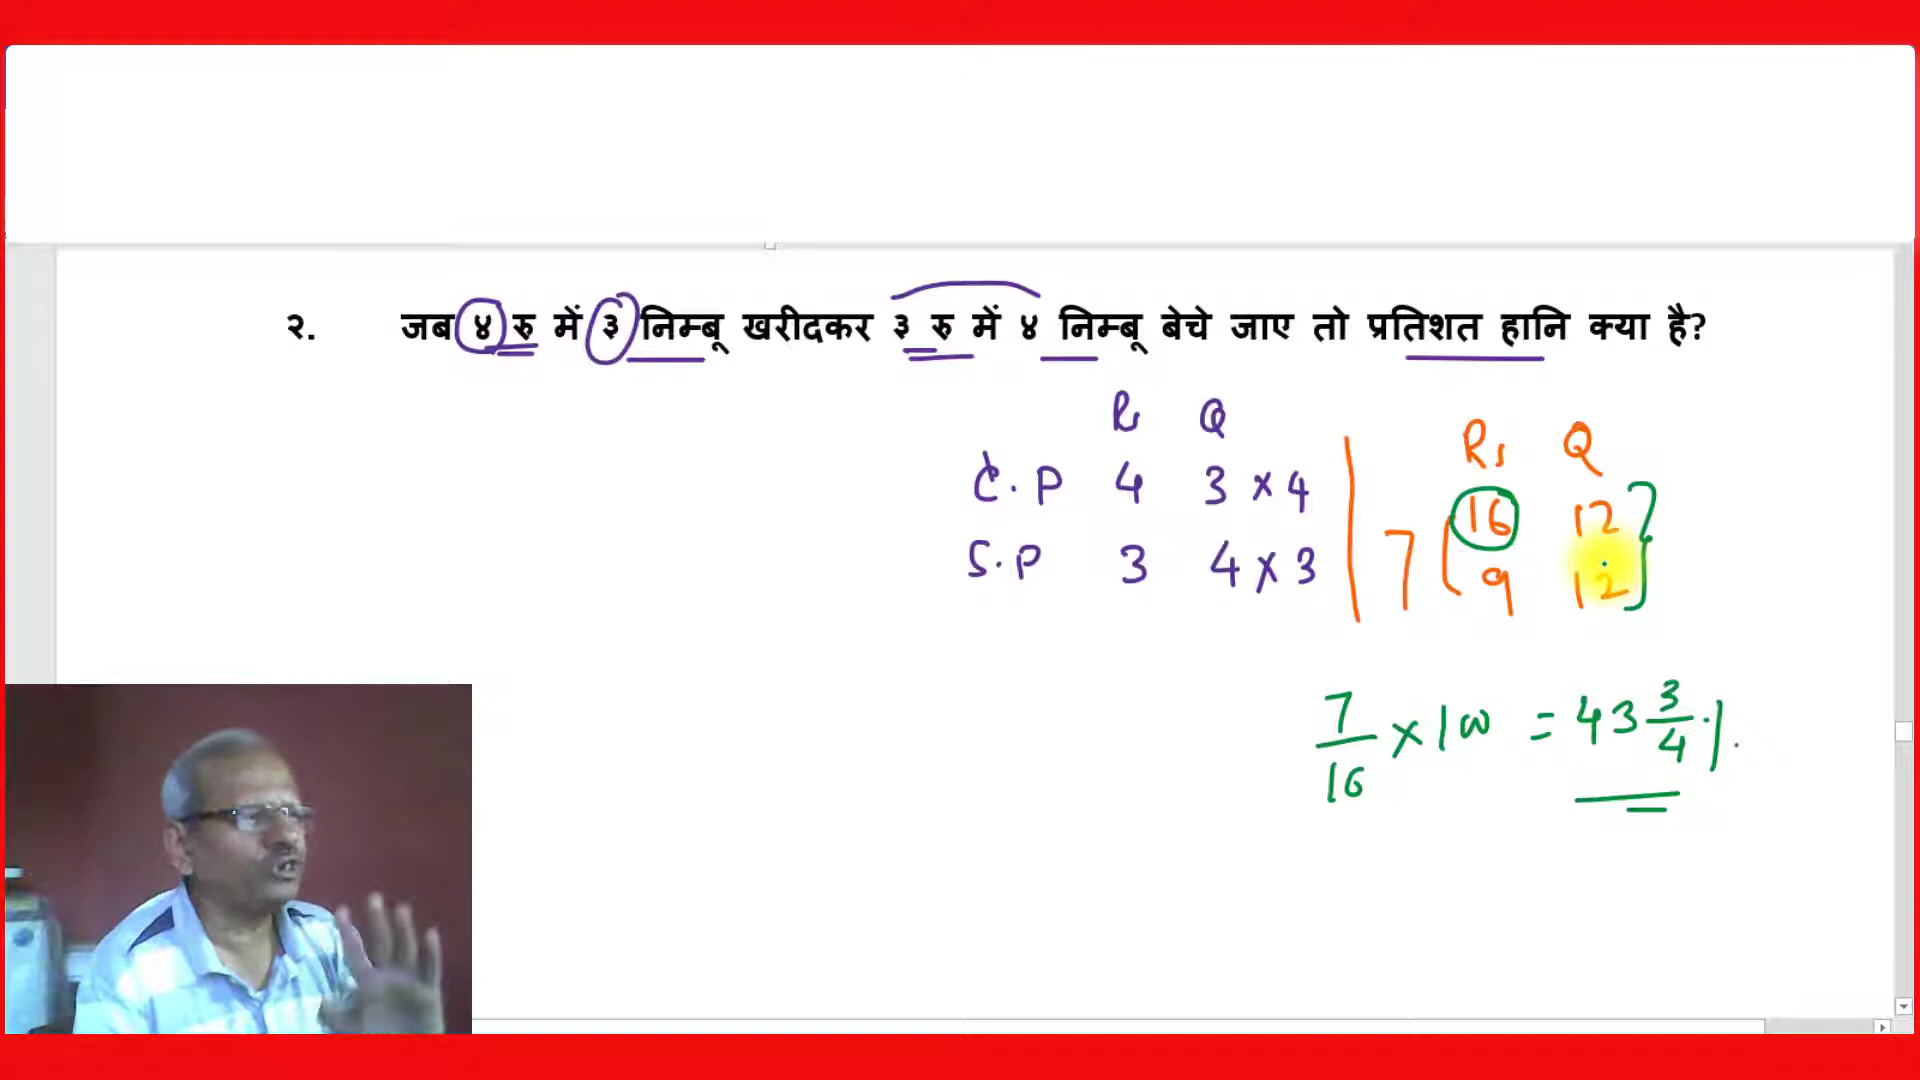 २. जब ४ रु में ३ निम्बू खरीदकर ३ रु में ४ निम्बू बेचे जाए तो प्रतिशत हानि क्या है?
Rs Q
C.P 4 3 x 4
S.P 3 4 x 3
Rs Q
16 12
7
9 12
7/16 x 100 = 43 3/4 %